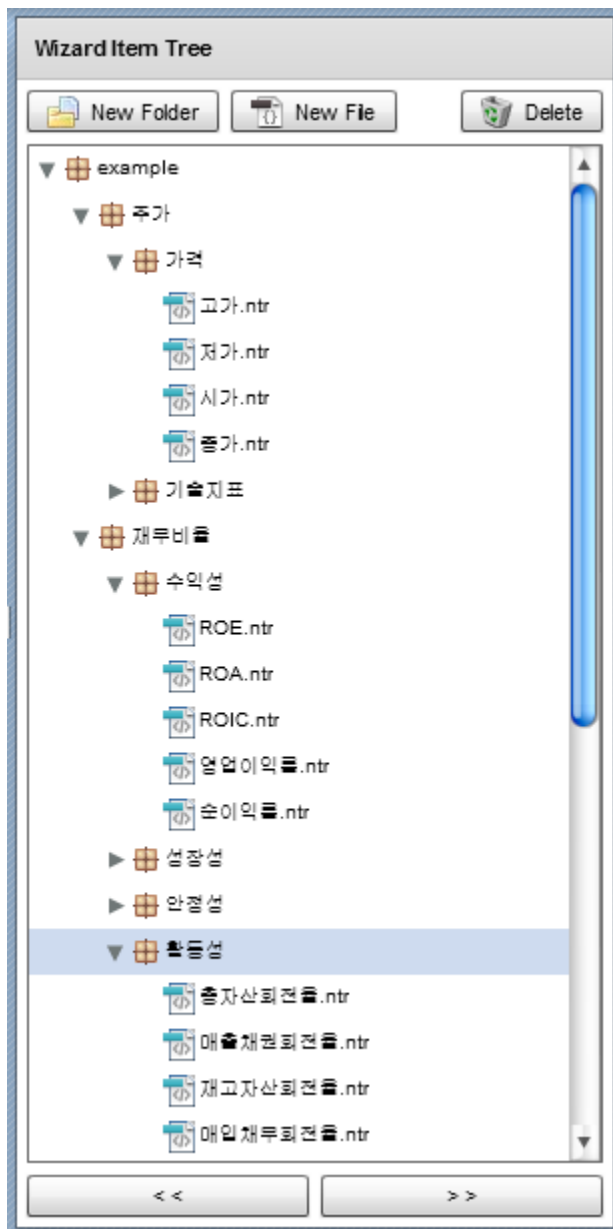 Wizard Item Tree
New Folder New File Delete
example
주가
가격
고가.ntr
저가.ntr
시가.ntr
종가.ntr
기술지표
재무비율
수익성
ROE.ntr
ROA.ntr
ROIC.ntr
영업이익률.ntr
순이익률.ntr
성장성
안정성
활동성
총자산회전율.ntr
매출채권회전율.ntr
재고자산회전율.ntr
매입채무회전율.ntr
<< >>